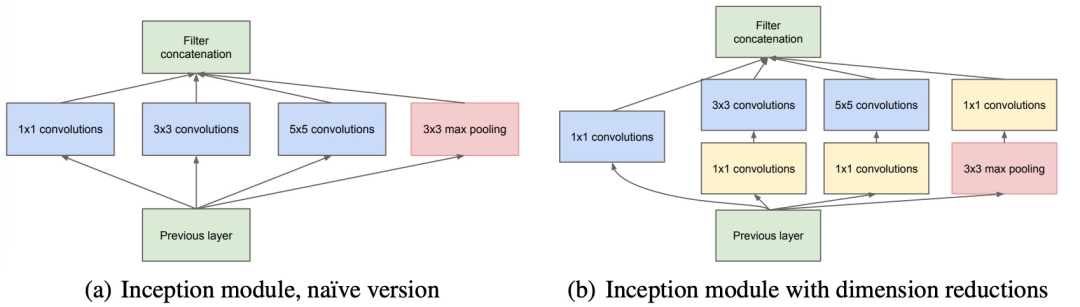 Filter
concatenation
1x1 convolutions
3x3 convolutions
5x5 convolutions
3x3 max pooling
Previous layer
(a) Inception module, naïve version
Filter
concatenation
3x3 convolutions
5x5 convolutions
1x1 convolutions
1x1 convolutions
1x1 convolutions
1x1 convolutions
3x3 max pooling
Previous layer
(b) Inception module with dimension reductions